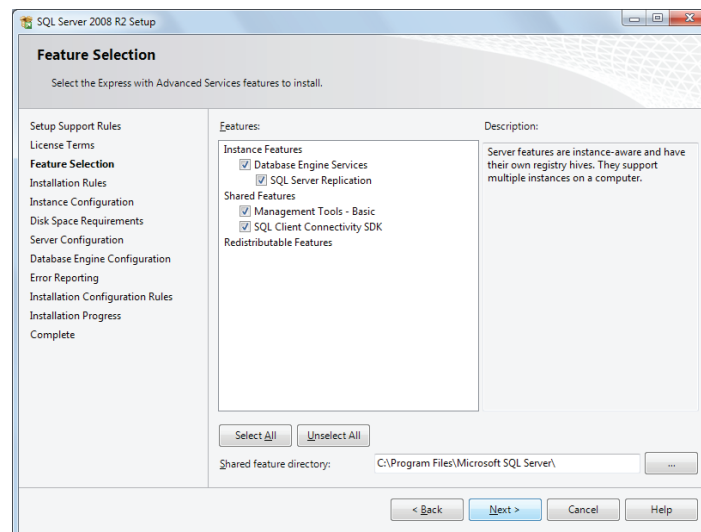 SQL Server 2008 R2 Setup
Feature Selection
Select the Express with Advanced Services features to install.
Setup Support Rules
License Terms
Feature Selection
Installation Rules
Instance Configuration
Disk Space Requirements
Server Configuration
Database Engine Configuration
Error Reporting
Installation Configuration Rules
Installation Progress
Complete
Features:
Instance Features
Database Engine Services
SQL Server Replication
Shared Features
Management Tools - Basic
SQL Client Connectivity SDK
Redistributable Features
Description:
Server features are instance-aware and have
their own registry hives. They support
multiple instances on a computer.
Select All
Unselect All
Shared feature directory:
C:\Program Files\Microsoft SQL Server\
...
< Back
Next >
Cancel
Help